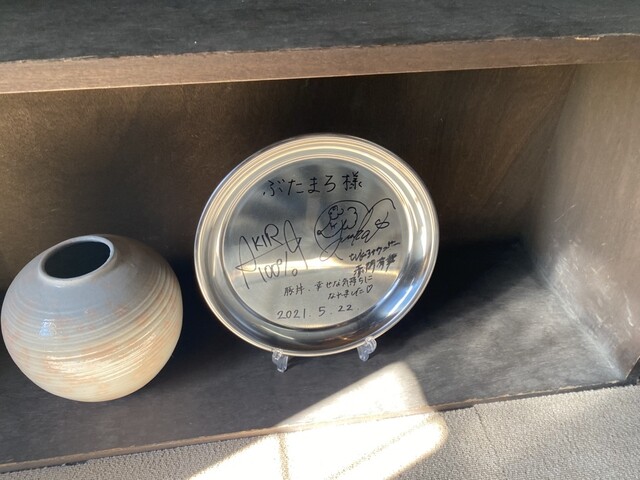 ぶたまろ様
AKIRA
100%
豚丼、幸せな気持ちに
なれました♡
2021.5.22